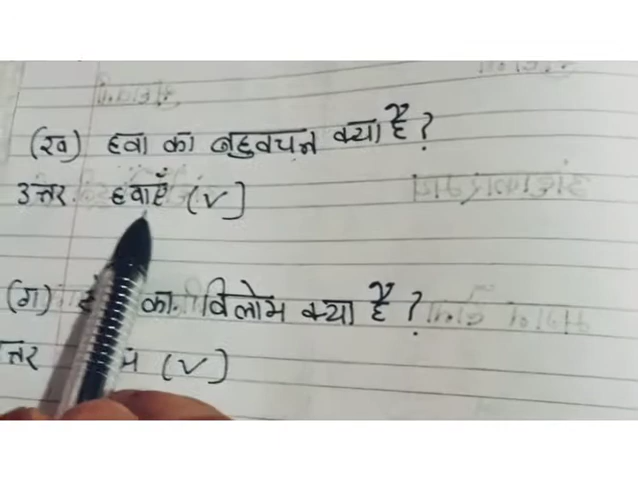 (ख) हवा का बहुवचन क्या है?
उत्तर. हवाएँ (√)
(ग) का विलोम क्या है?
(√)